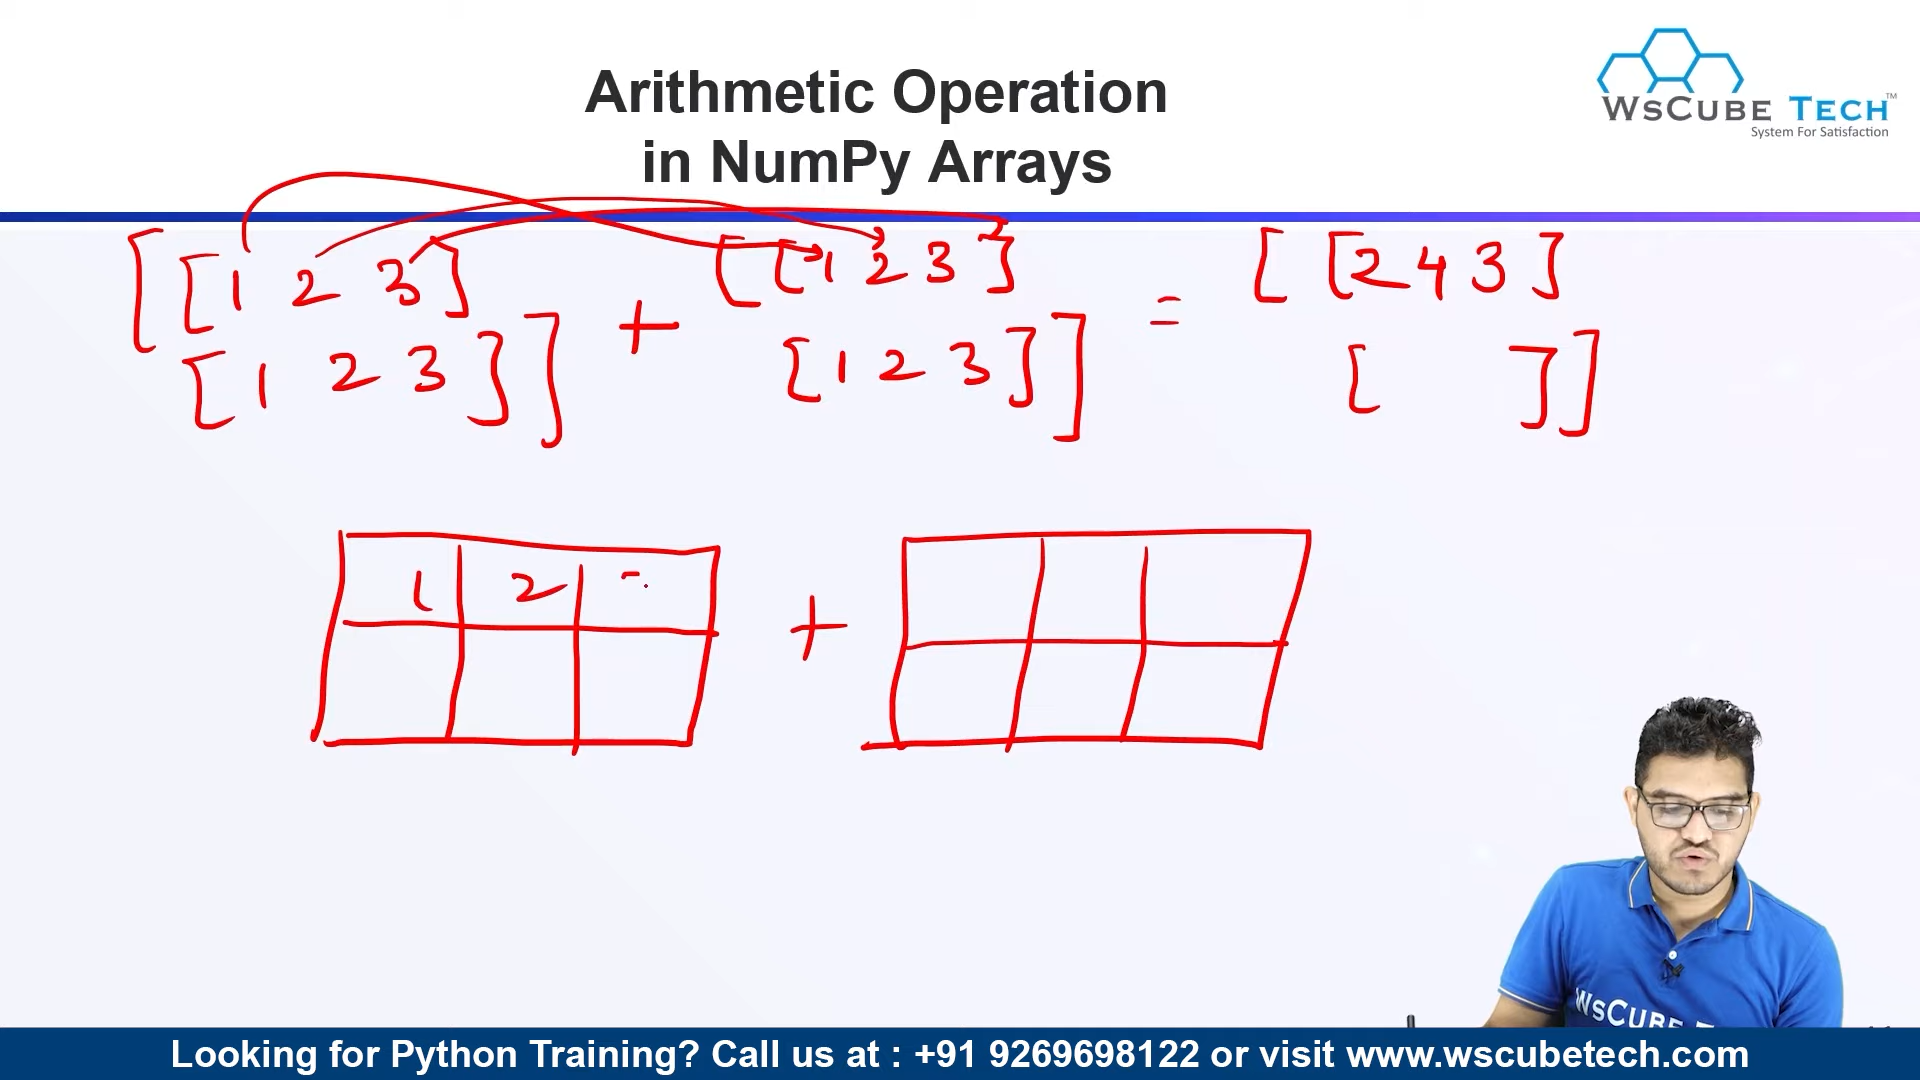 Arithmetic Operation
in NumPy Arrays
WsCube Tech™
System For Satisfaction
[[1 2 3] + [[1 2 3] = [[2 4 3]
[1 2 3]] [1 2 3]] [ ]]
1 2 +
WsCube T
Looking for Python Training? Call us at : +91 9269698122 or visit www.wscubetech.com